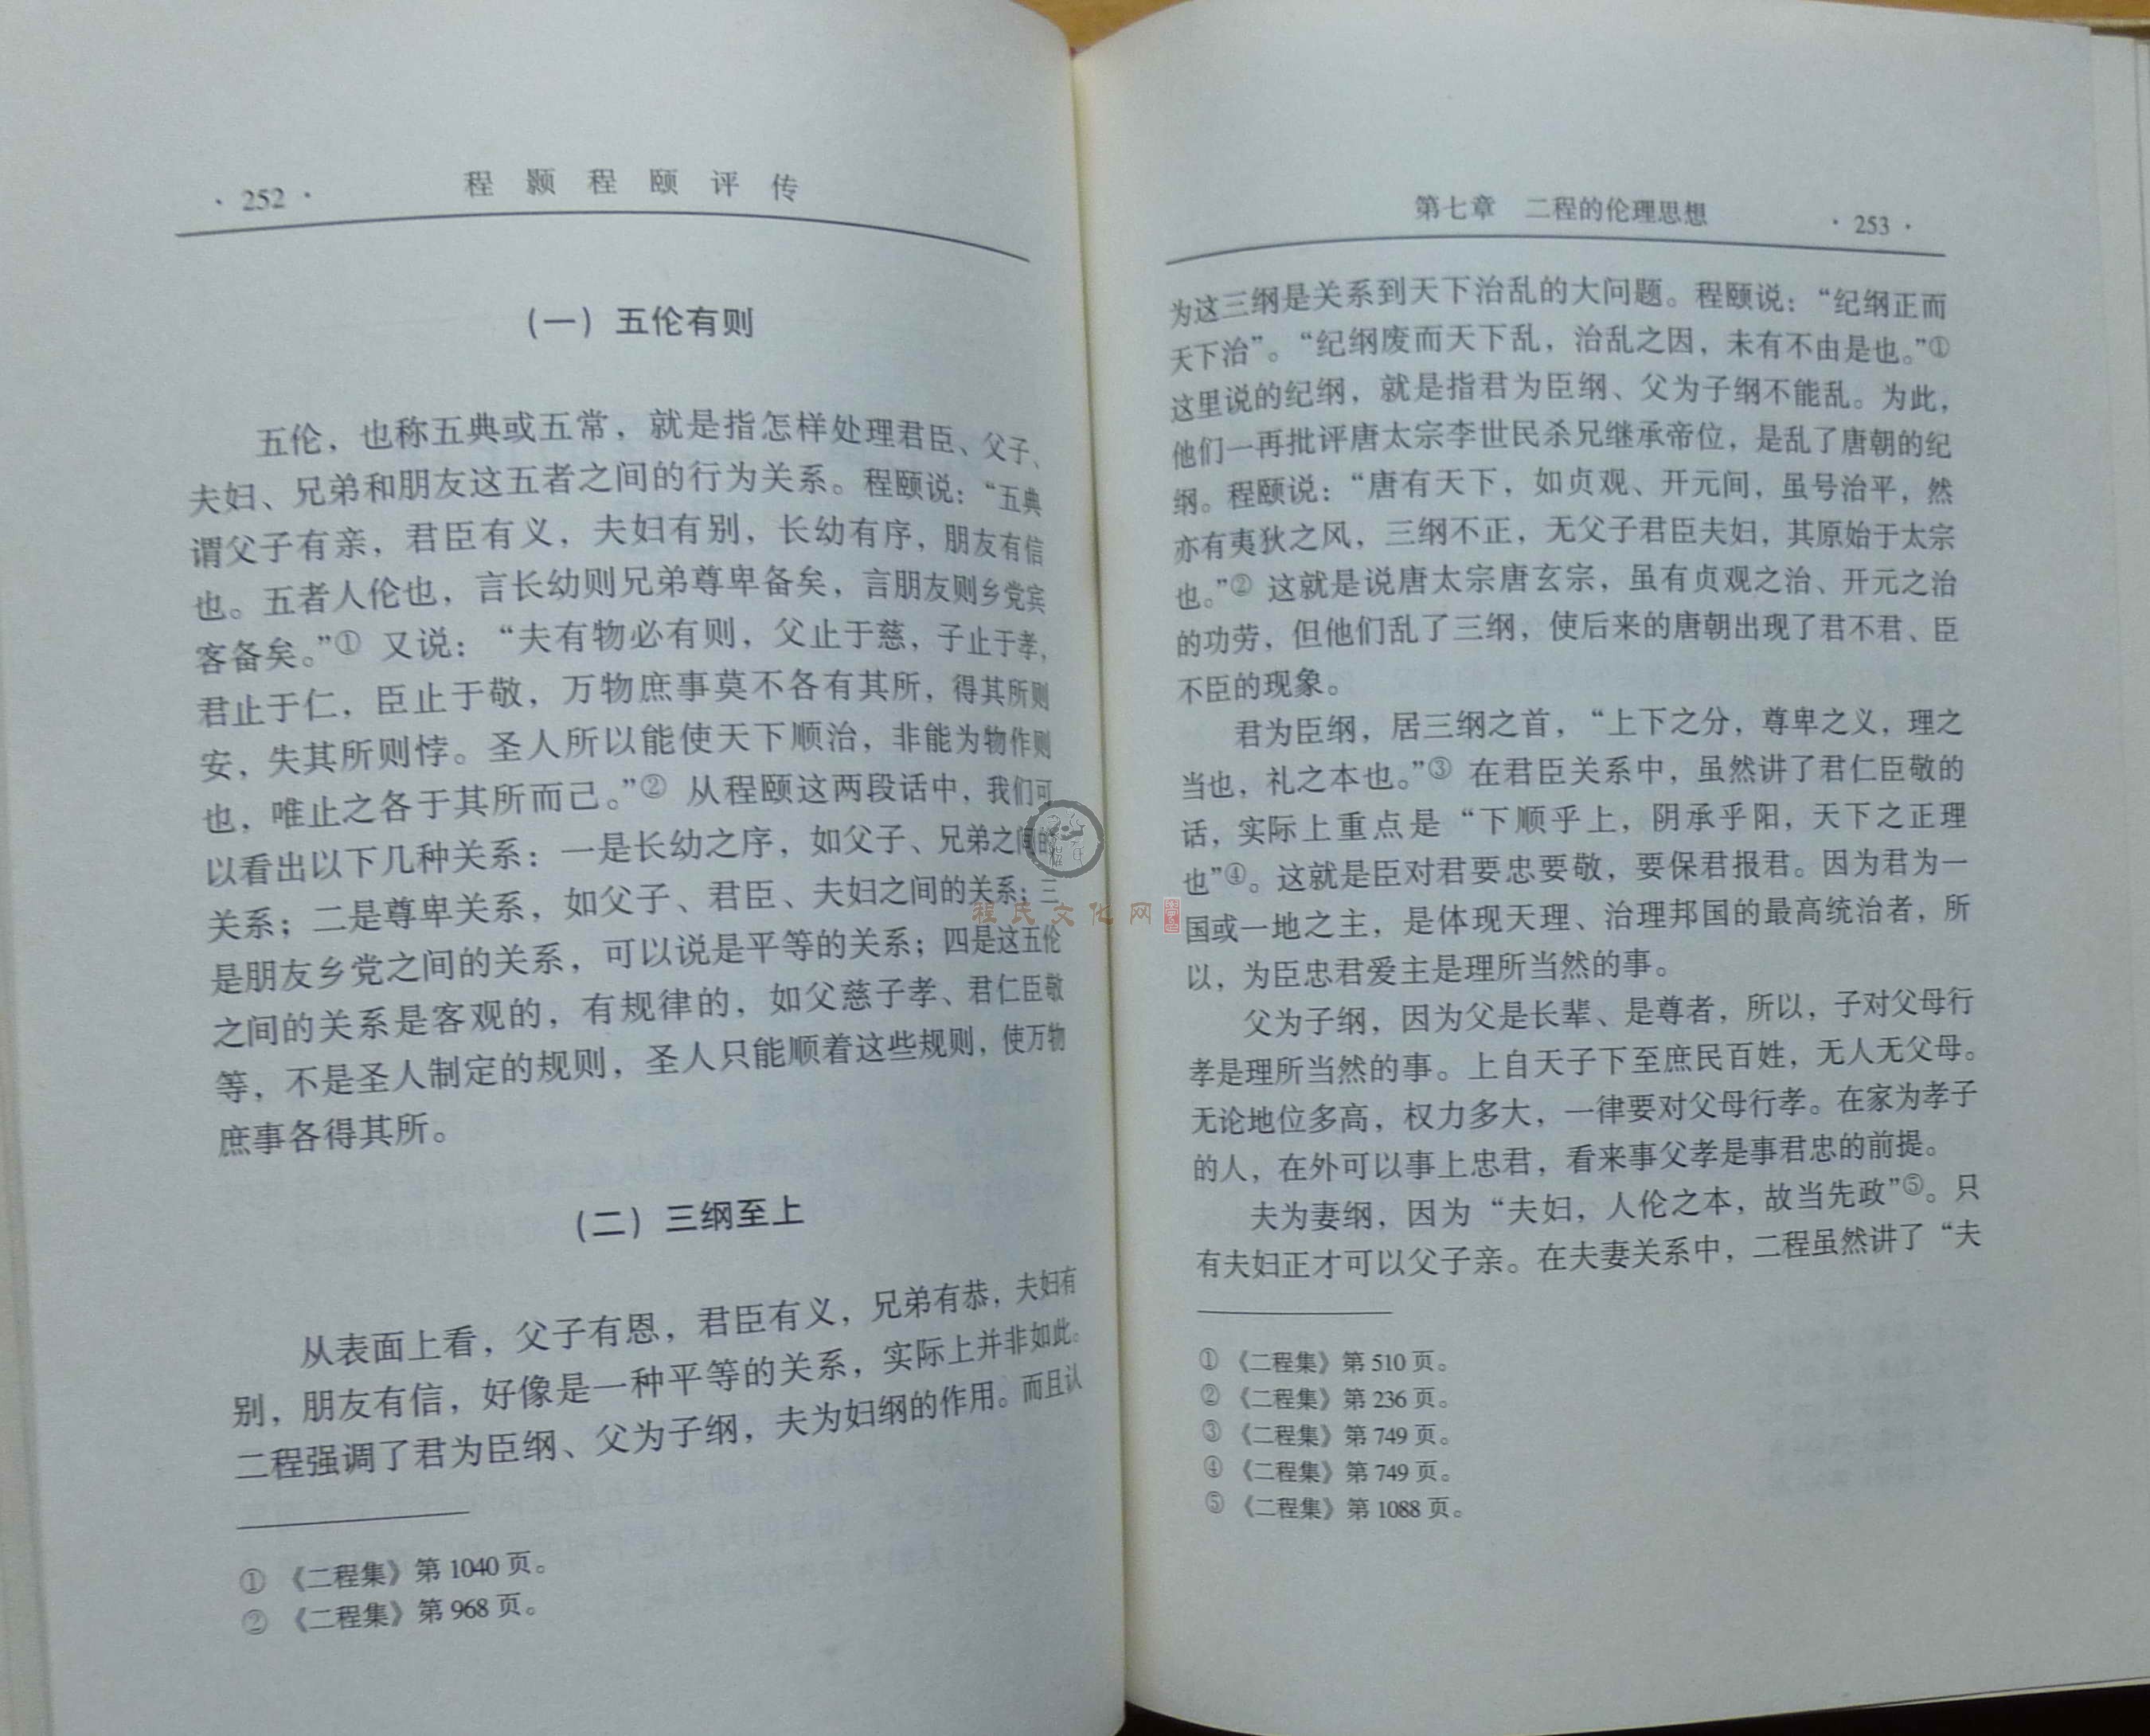 · 252 ·
程颢程颐评传
（一）五伦有则
五伦，也称五典或五常，就是指怎样处理君臣、父子、
夫妇、兄弟和朋友这五者之间的行为关系。程颐说：“五典
谓父子有亲，君臣有义，夫妇有别，长幼有序，朋友有信
也。五者人伦也，言长幼则兄弟尊卑备矣，言朋友则乡党宾
客备矣。”① 又说：“夫有物必有则，父止于慈，子止于孝，
君止于仁，臣止于敬，万物庶事莫不各有其所，得其所则
安，失其所则悖。圣人所以能使天下顺治，非能为物作则
也，唯止之各于其所而己。”② 从程颐这两段话中，我们可
以看出以下几种关系：一是长幼之序，如父子、兄弟之间的
关系；二是尊卑关系，如父子、君臣、夫妇之间的关系；三
是朋友乡党之间的关系，可以说是平等的关系；四是这五伦
之间的关系是客观的，有规律的，如父慈子孝、君仁臣敬
等，不是圣人制定的规则，圣人只能顺着这些规则，使万物
庶事各得其所。
（二）三纲至上
从表面上看，父子有恩，君臣有义，兄弟有恭，夫妇有
别，朋友有信，好像是一种平等的关系，实际上并非如此。
二程强调了君为臣纲、父为子纲，夫为妇纲的作用。而且认
① 《二程集》第 1040 页。
② 《二程集》第 968 页。
第七章 二程的伦理思想
· 253 ·
为这三纲是关系到天下治乱的大问题。程颐说：“纪纲正而
天下治”。“纪纲废而天下乱，治乱之因，未有不由是也。”①
这里说的纪纲，就是指君为臣纲、父为子纲不能乱。为此，
他们一再批评唐太宗李世民杀兄继承帝位，是乱了唐朝的纪
纲。程颐说：“唐有天下，如贞观、开元间，虽号治平，然
亦有夷狄之风，三纲不正，无父子君臣夫妇，其原始于太宗
也。”② 这就是说唐太宗唐玄宗，虽有贞观之治、开元之治
的功劳，但他们乱了三纲，使后来的唐朝出现了君不君、臣
不臣的现象。
君为臣纲，居三纲之首，“上下之分，尊卑之义，理之
当也，礼之本也。”③ 在君臣关系中，虽然讲了君仁臣敬的
话，实际上重点是“下顺乎上，阴承乎阳，天下之正理
也”④。这就是臣对君要忠要敬，要保君报君。因为君为一
国或一地之主，是体现天理、治理邦国的最高统治者，所
以，为臣忠君爱主是理所当然的事。
父为子纲，因为父是长辈、是尊者，所以，子对父母行
孝是理所当然的事。上自天子下至庶民百姓，无人无父母。
无论地位多高，权力多大，一律要对父母行孝。在家为孝子
的人，在外可以事上忠君，看来事父孝是事君忠的前提。
夫为妻纲，因为“夫妇，人伦之本，故当先政”⑤。只
有夫妇正才可以父子亲。在夫妻关系中，二程虽然讲了“夫
① 《二程集》第 510 页。
② 《二程集》第 236 页。
③ 《二程集》第 749 页。
④ 《二程集》第 749 页。
⑤ 《二程集》第 1088 页。
程氏文化网